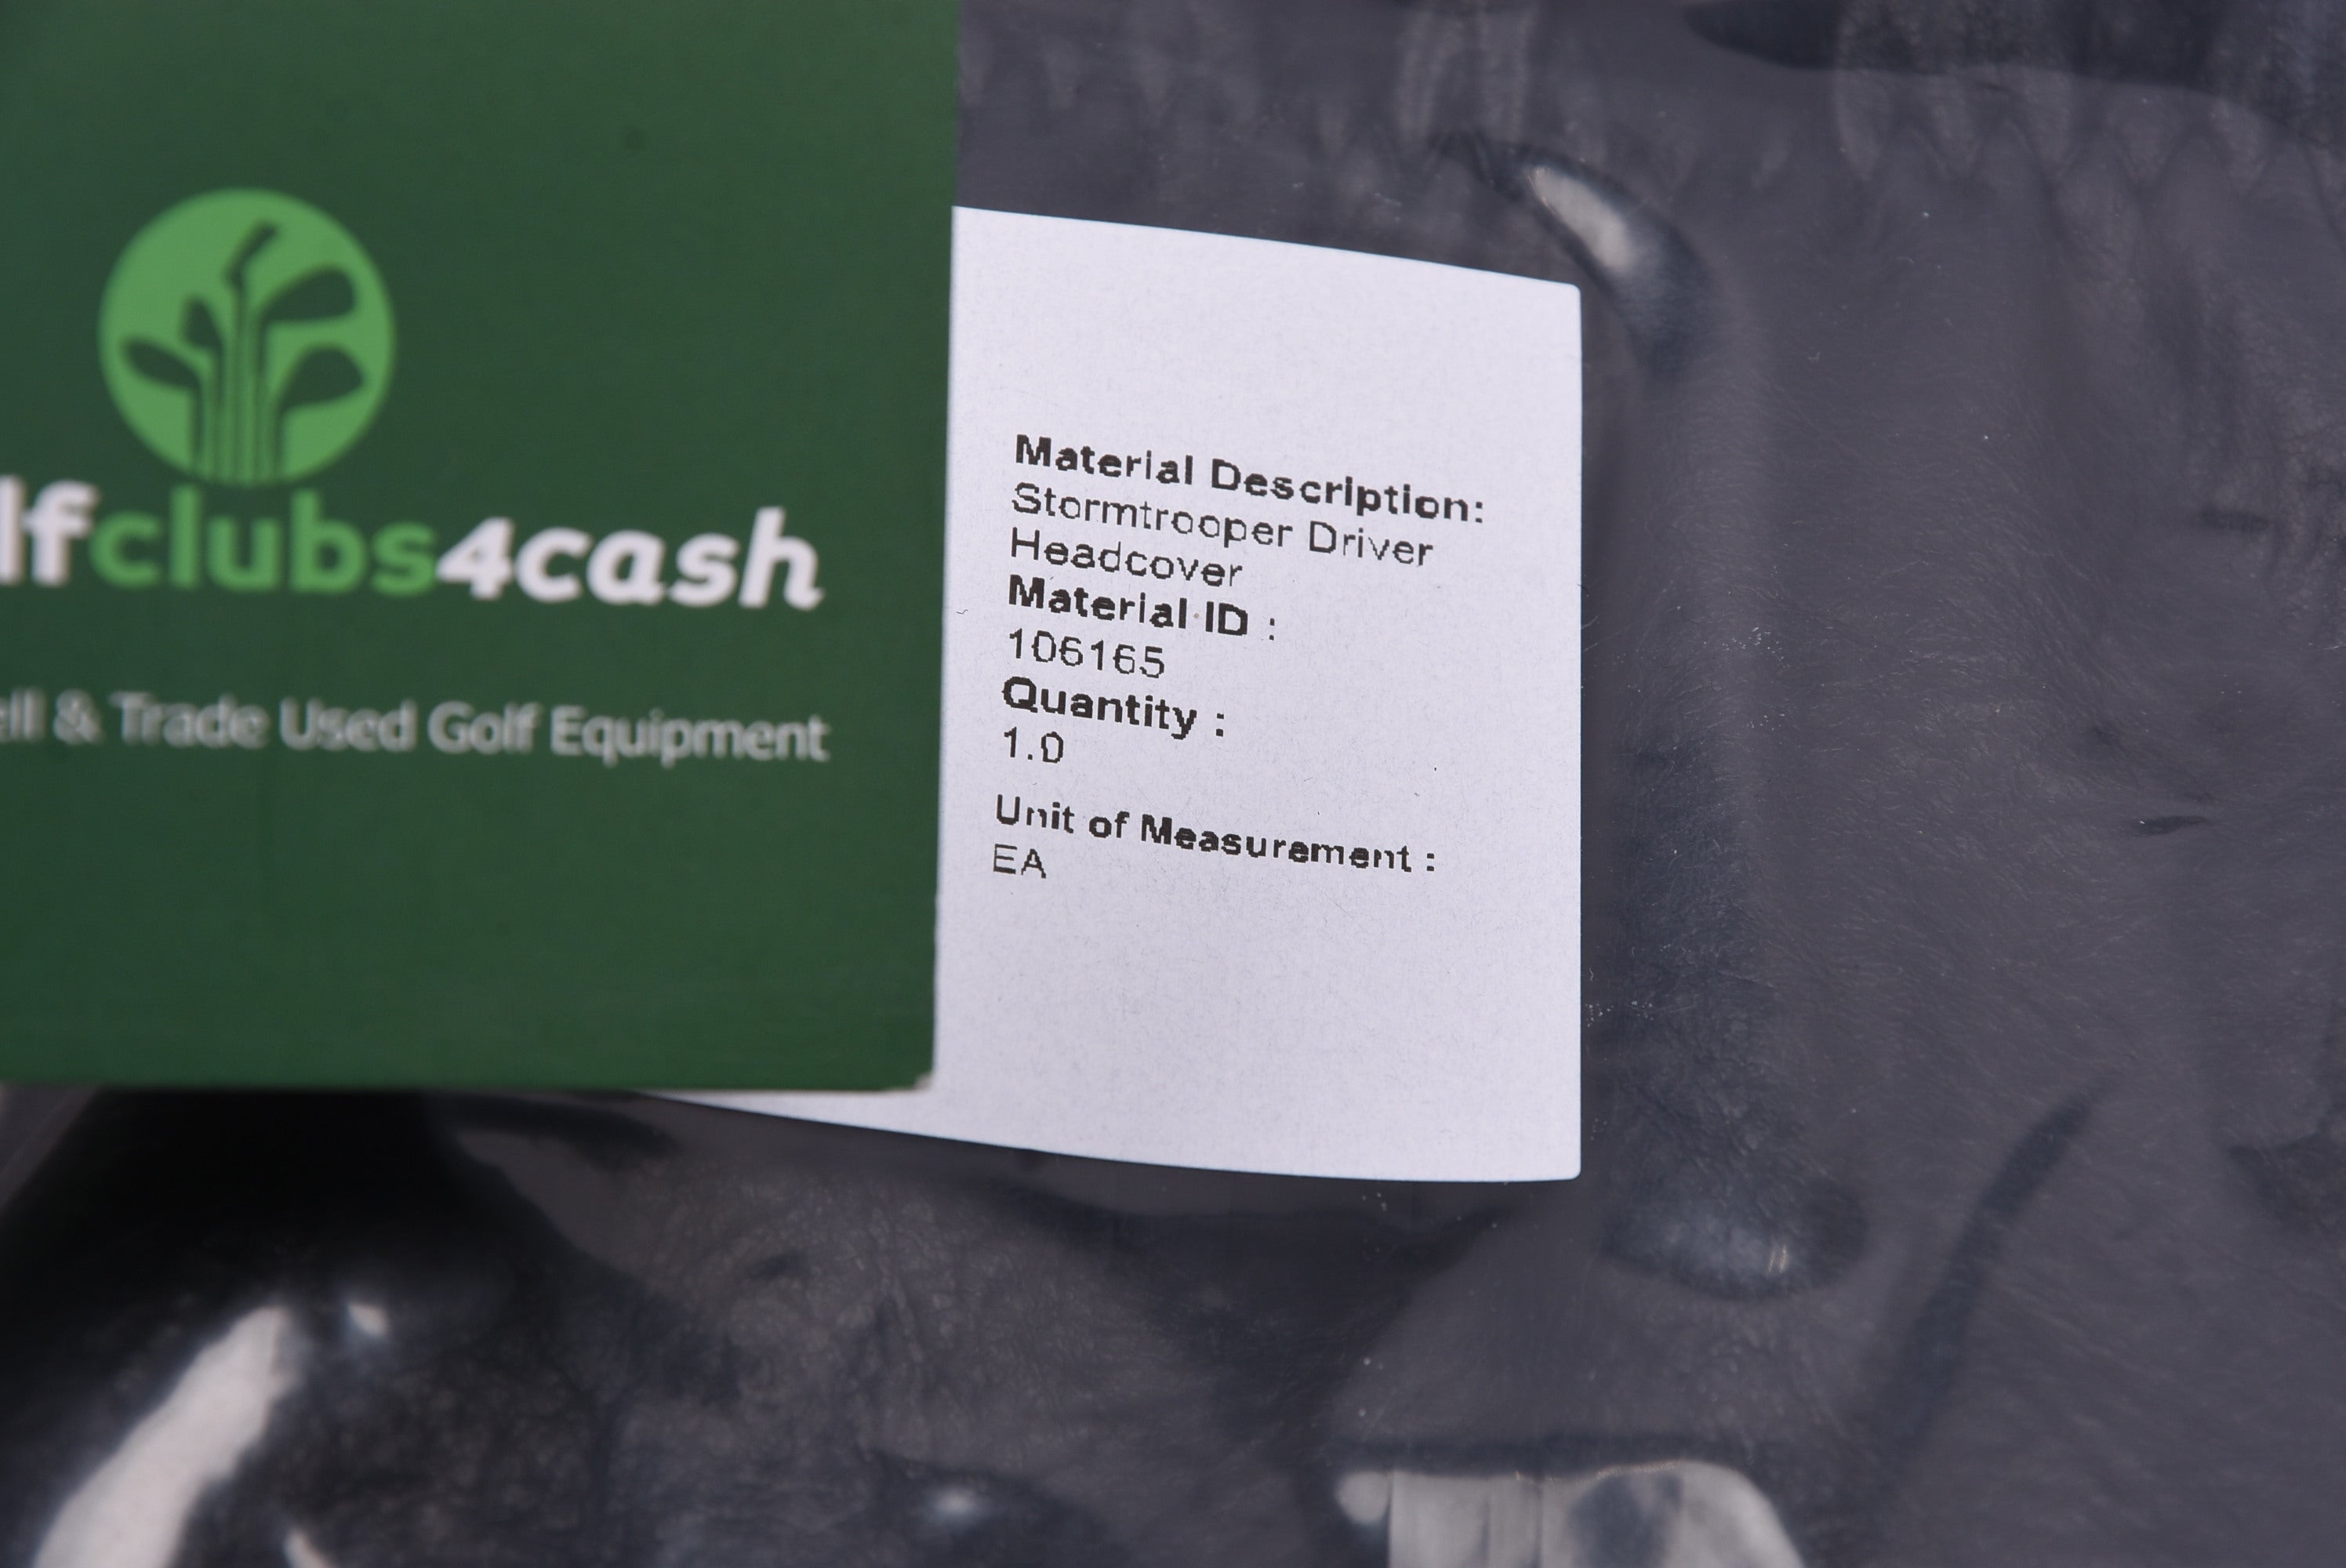 lfclubs4cash
ell & Trade Used Golf Equipment
Material Description:
Stormtrooper Driver
Headcover
Material ID :
106165
Quantity :
1.0
Unit of Measurement :
EA